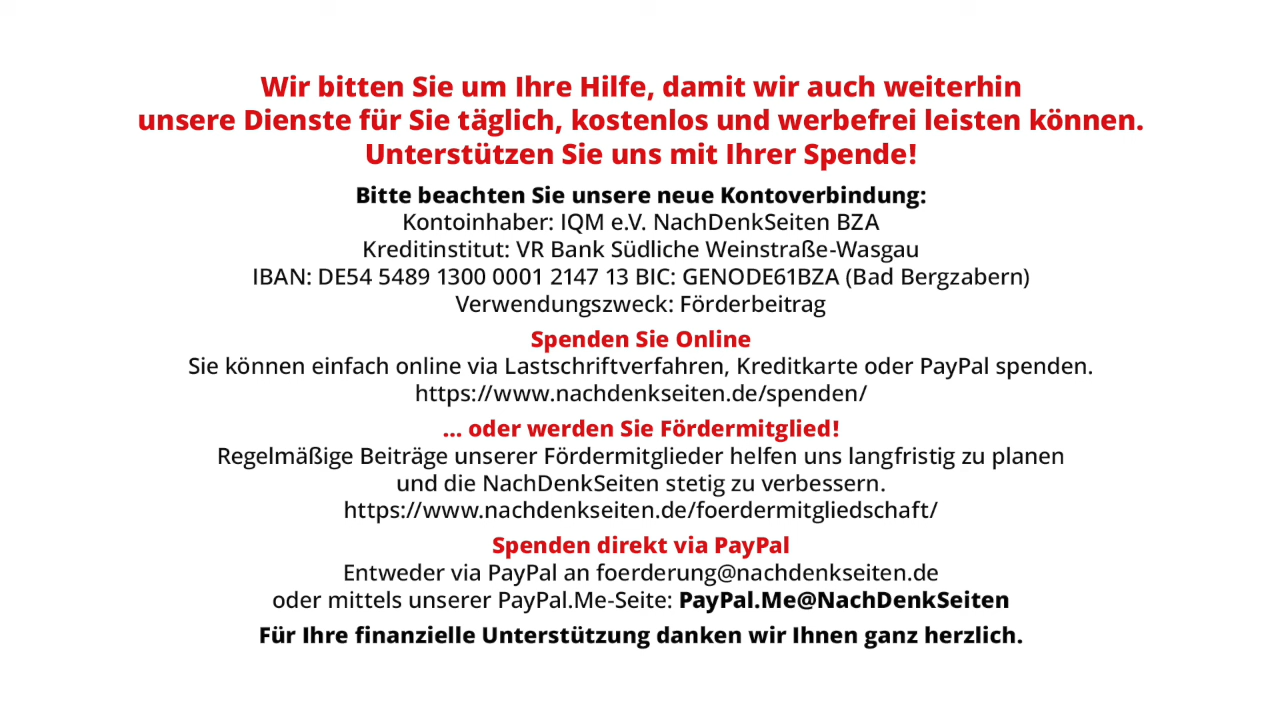 Wir bitten Sie um Ihre Hilfe, damit wir auch weiterhin
unsere Dienste für Sie täglich, kostenlos und werbefrei leisten können.
Unterstützen Sie uns mit Ihrer Spende!
Bitte beachten Sie unsere neue Kontoverbindung:
Kontoinhaber: IQM e.V. NachDenkSeiten BZA
Kreditinstitut: VR Bank Südliche Weinstraße-Wasgau
IBAN: DE54 5489 1300 0001 2147 13 BIC: GENODE61BZA (Bad Bergzabern)
Verwendungszweck: Förderbeitrag
Spenden Sie Online
Sie können einfach online via Lastschriftverfahren, Kreditkarte oder PayPal spenden.
https://www.nachdenkseiten.de/spenden/
... oder werden Sie Fördermitglied!
Regelmäßige Beiträge unserer Fördermitglieder helfen uns langfristig zu planen
und die NachDenkSeiten stetig zu verbessern.
https://www.nachdenkseiten.de/foerdermitgliedschaft/
Spenden direkt via PayPal
Entweder via PayPal an foerderung@nachdenkseiten.de
oder mittels unserer PayPal.Me-Seite: PayPal.Me@NachDenkSeiten
Für Ihre finanzielle Unterstützung danken wir Ihnen ganz herzlich.